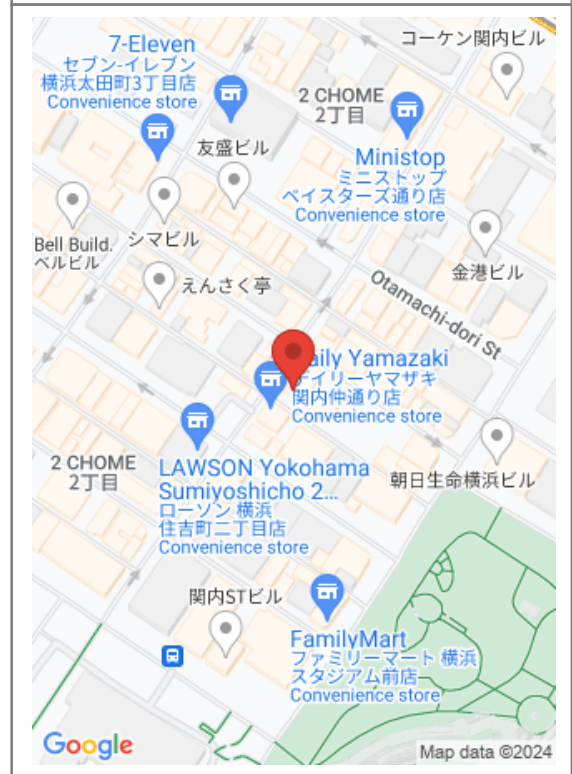 コーケン関内ビル
7-Eleven
セブン-イレブン
横浜太田町3丁目店
Convenience store
2 CHOME
2丁目
友盛ビル
Ministop
ミニストップ
ベイスターズ通り店
Convenience store
Bell Build.
ベルビル
シマビル
えんさく亭
金港ビル
Otamachi-dori St
aily Yamazaki
デイリーヤマザキ
関内仲通り店
Convenience store
2 CHOME
2丁目
LAWSON Yokohama
Sumiyoshicho 2...
ローソン 横浜
住吉町二丁目店
Convenience store
朝日生命横浜ビル
関内STビル
FamilyMart
ファミリーマート 横浜
スタジアム前店
Convenience store
Google
Map data ©2024